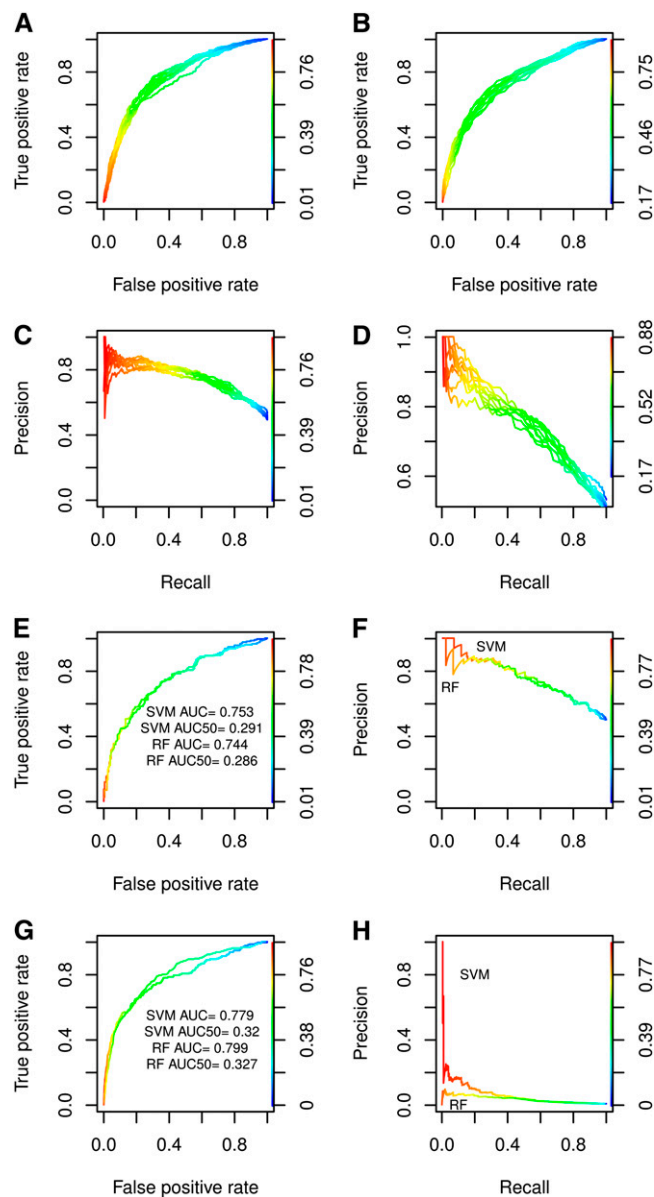 A
True positive rate
0.0 0.4 0.8
0.0 0.4 0.8
False positive rate
0.01 0.39 0.76
B
True positive rate
0.0 0.4 0.8
0.0 0.4 0.8
False positive rate
0.17 0.46 0.75
C
Precision
0.0 0.4 0.8
0.0 0.4 0.8
Recall
0.01 0.39 0.76
D
Precision
0.6 0.8 1.0
0.0 0.4 0.8
Recall
0.17 0.52 0.88
E
True positive rate
0.0 0.4 0.8
SVM AUC= 0.753
SVM AUC50= 0.291
RF AUC= 0.744
RF AUC50= 0.286
0.0 0.4 0.8
False positive rate
0.01 0.39 0.78
F
Precision
0.0 0.4 0.8
SVM
RF
0.0 0.4 0.8
Recall
0.01 0.39 0.77
G
True positive rate
0.0 0.4 0.8
SVM AUC= 0.779
SVM AUC50= 0.32
RF AUC= 0.799
RF AUC50= 0.327
0.0 0.4 0.8
False positive rate
0 0.38 0.76
H
Precision
0.0 0.4 0.8
SVM
RF
0.0 0.4 0.8
Recall
0 0.39 0.77